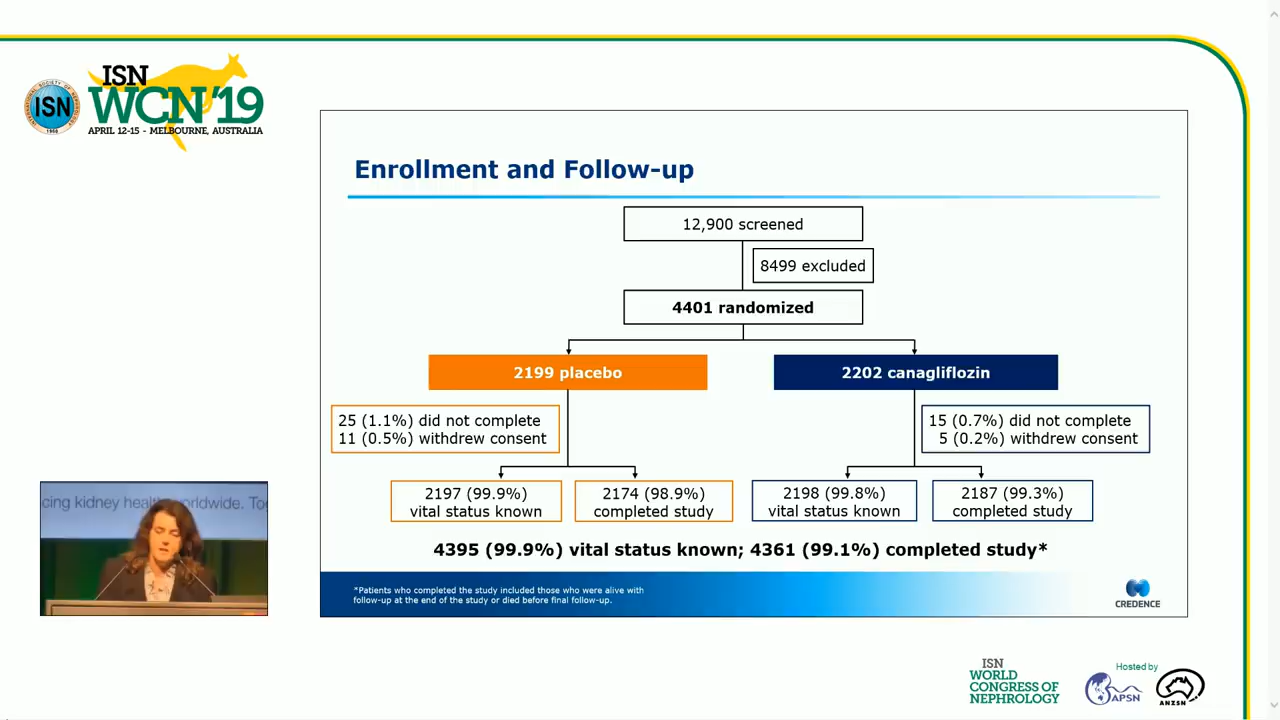 ISN
WCN'19
APRIL 12-15 - MELBOURNE, AUSTRALIA
ISN
Enrollment and Follow-up
12,900 screened
8499 excluded
4401 randomized
2199 placebo
2202 canagliflozin
25 (1.1%) did not complete
11 (0.5%) withdrew consent
15 (0.7%) did not complete
5 (0.2%) withdrew consent
2197 (99.9%)
vital status known
2174 (98.9%)
completed study
2198 (99.8%)
vital status known
2187 (99.3%)
completed study
4395 (99.9%) vital status known; 4361 (99.1%) completed study*
*Patients who completed the study included those who were alive with
follow-up at the end of the study or died before final follow-up.
CREDENCE
cing kidney health worldwide. Tog
ISN
WORLD
CONGRESS OF
NEPHROLOGY
Hosted by
APSN
ANZSN